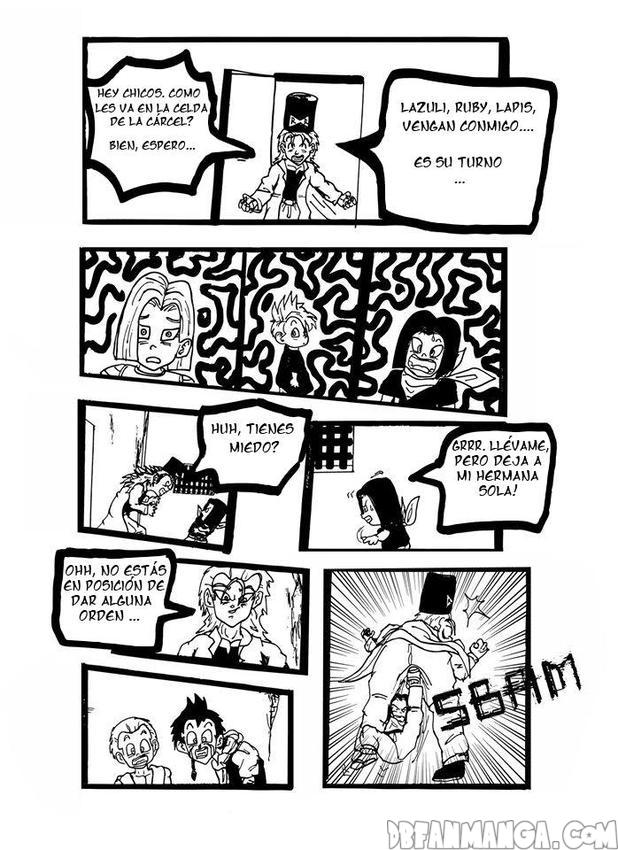 HEY CHICOS. COMO
LES VA EN LA CELDA
DE LA CÁRCEL?
BIEN, ESPERO...
LAZULI, RUBY, LAPIS,
VENGAN CONMIGO....
ES SU TURNO
...
HUH, TIENES
MIEDO?
GRRR. LLÉVAME,
PERO DEJA A
MI HERMANA
SOLA!
OHH, NO ESTÁS
EN POSICIÓN DE
DAR ALGUNA
ORDEN ...
SBAM
DBFANMANGA.COM